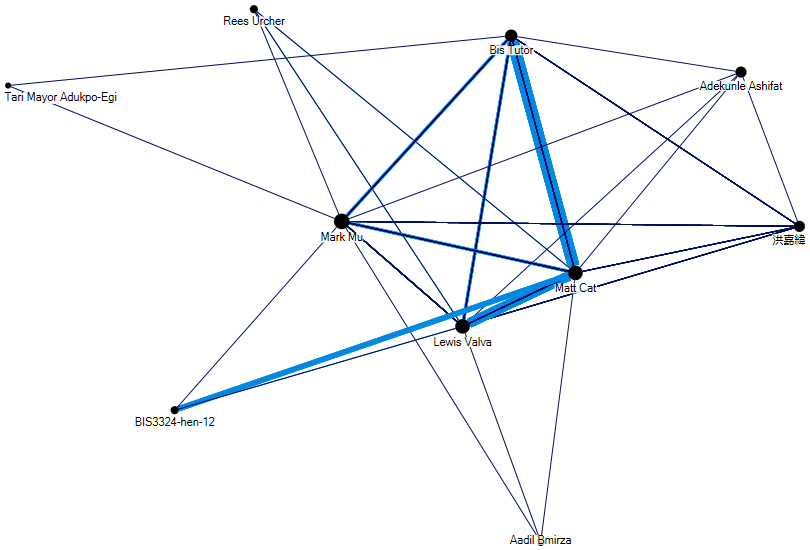 Rees Urcher
Bis Tutor
Adekunle Ashifat
Tari Mayor Adukpo-Egi
Mark Mu
洪嘉緯
Matt Cat
Lewis Valva
BIS3324-hen-12
Aadil Bmirza